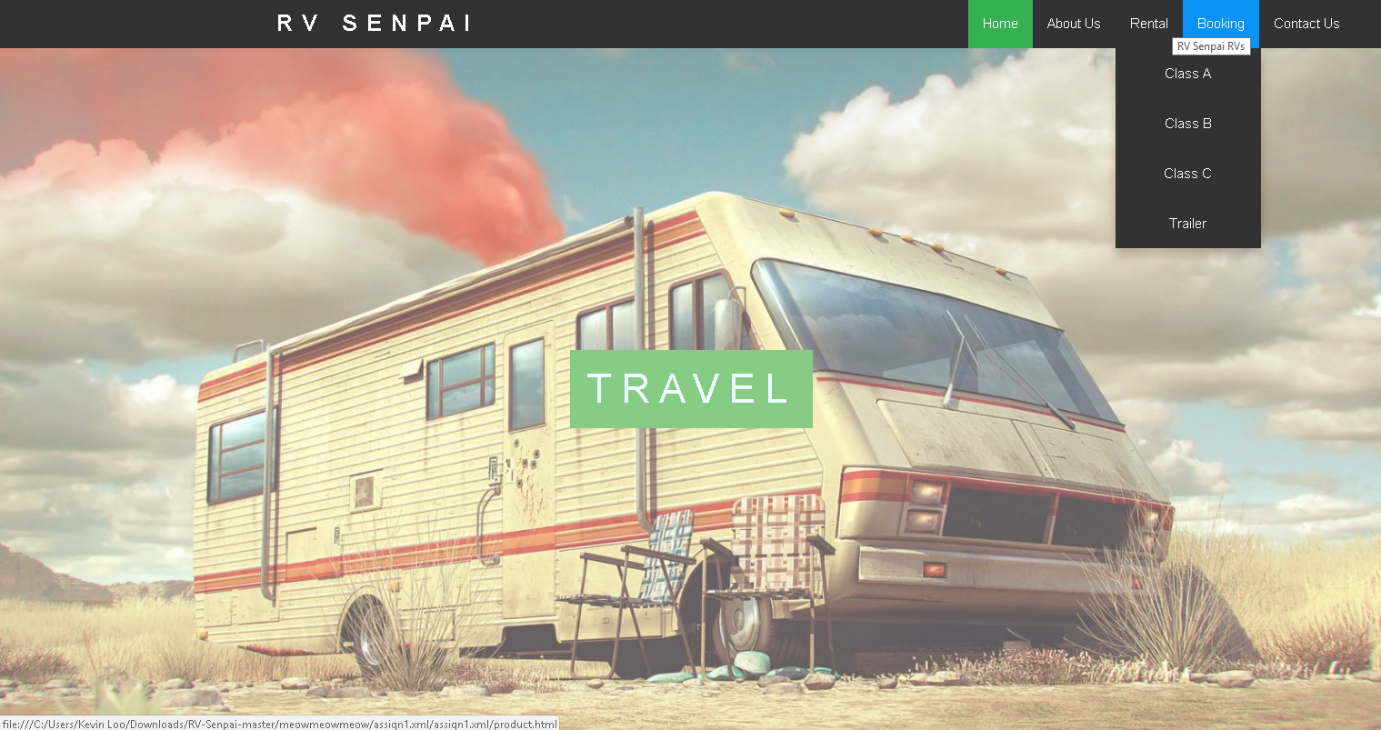 RV SENPAI
Home About Us Rental Booking Contact Us
RV Senpai RVs
Class A
Class B
Class C
Trailer
TRAVEL
file:///C:/Users/Kevin Loo/Downloads/RV-Senpai-master/meowmeowmeow/assign1.xml/assign1.xml/product.html